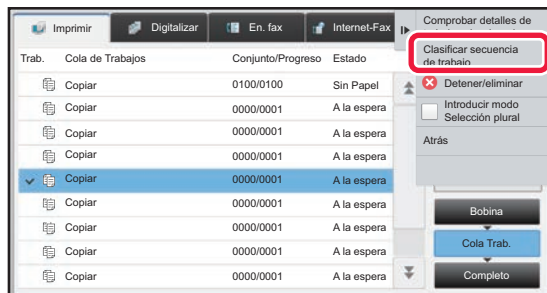 Imprimir
Digitalizar
En. fax
Internet-Fax
Comprobar detalles de
Clasificar secuencia
de trabajo
Detener/eliminar
Introducir modo
Selección plural
Atrás
Trab. Cola de Trabajos Conjunto/Progreso Estado
Copiar 0100/0100 Sin Papel
Copiar 0000/0001 A la espera
Copiar 0000/0001 A la espera
Copiar 0000/0001 A la espera
Copiar 0000/0001 A la espera
Copiar 0000/0001 A la espera
Copiar 0000/0001 A la espera
Copiar 0000/0001 A la espera
Copiar 0000/0001 A la espera
Bobina
Cola Trab.
Completo